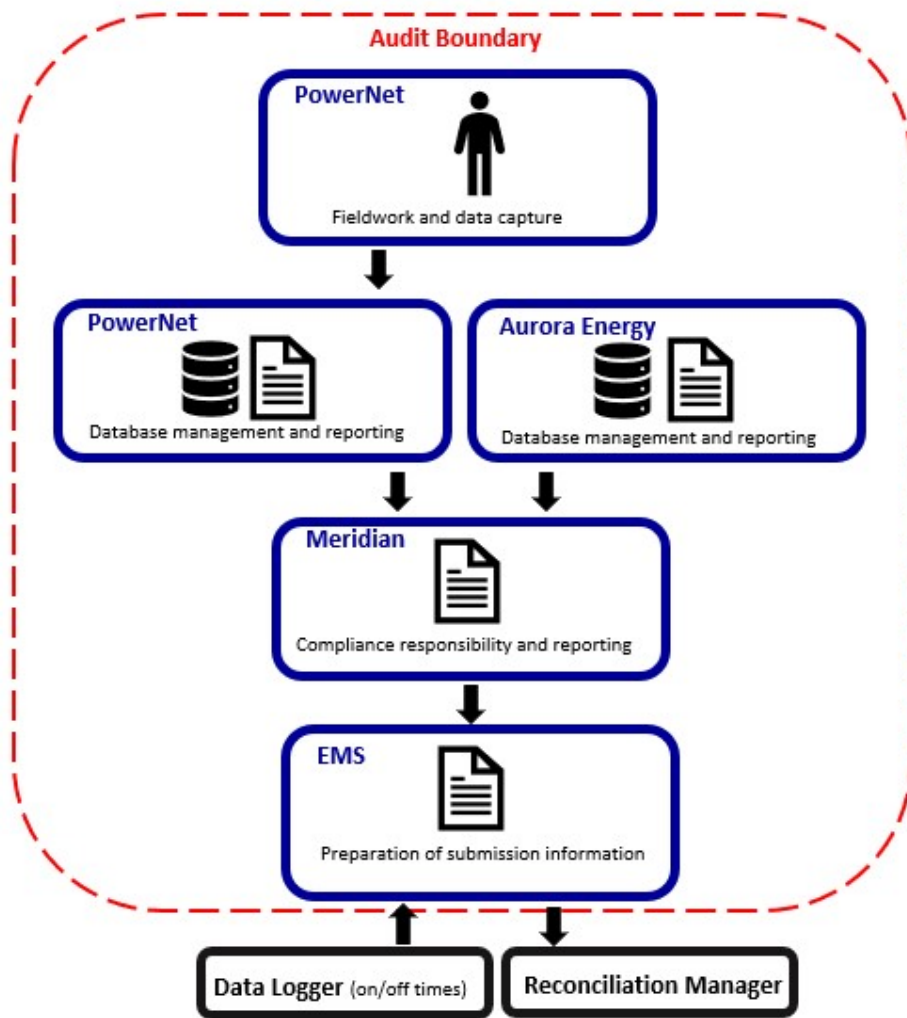 Audit Boundary
PowerNet
Fieldwork and data capture
PowerNet
Database management and reporting
Aurora Energy
Database management and reporting
Meridian
Compliance responsibility and reporting
EMS
Preparation of submission information
Data Logger (on/off times)
Reconciliation Manager